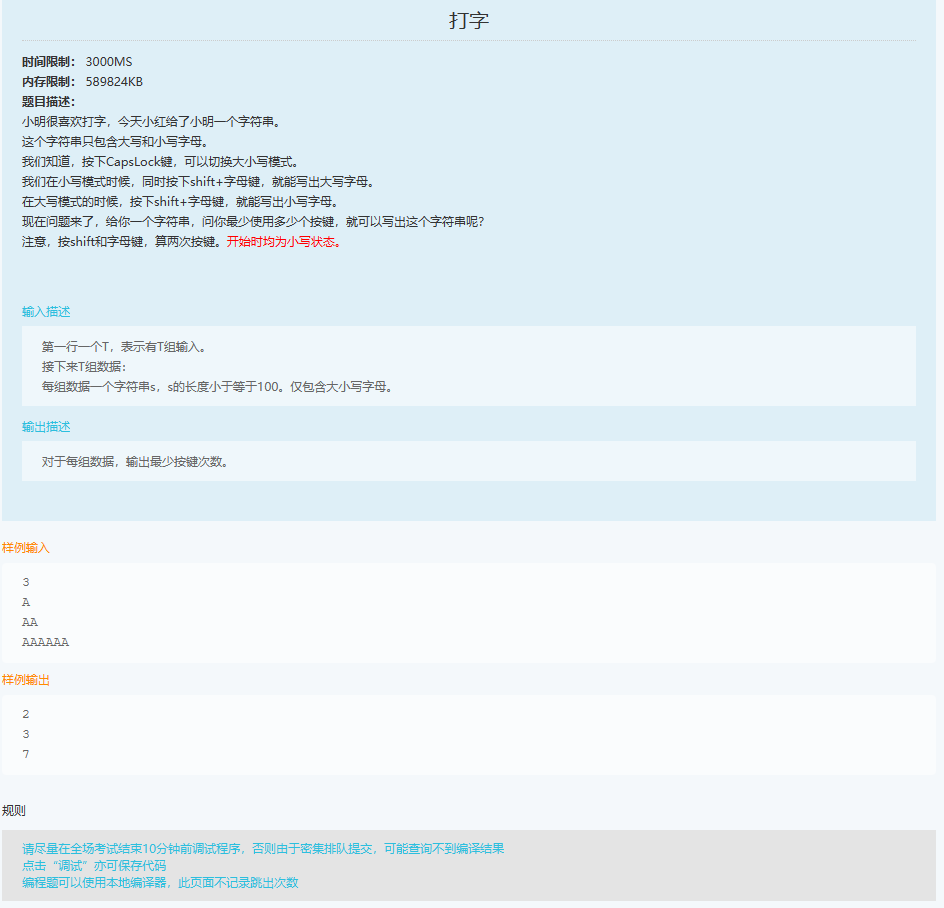 打字
时间限制： 3000MS
内存限制： 589824KB
题目描述：
小明很喜欢打字，今天小红给了小明一个字符串。
这个字符串只包含大写和小写字母。
我们知道，按下CapsLock键，可以切换大小写模式。
我们在小写模式时候，同时按下shift+字母键，就能写出大写字母。
在大写模式的时候，按下shift+字母键，就能写出小写字母。
现在问题来了，给你一个字符串，问你最少使用多少个按键，就可以写出这个字符串呢？
注意，按shift和字母键，算两次按键。开始时均为小写状态。
输入描述
第一行一个T，表示有T组输入。
接下来T组数据：
每组数据一个字符串s，s的长度小于等于100。仅包含大小写字母。
输出描述
对于每组数据，输出最少按键次数。
样例输入
3
A
AA
AAAAAA
样例输出
2
3
7
规则
请尽量在全场考试结束10分钟前调试程序，否则由于密集排队提交，可能查询不到编译结果
点击“调试”亦可保存代码
编程题可以使用本地编译器，此页面不记录跳出次数